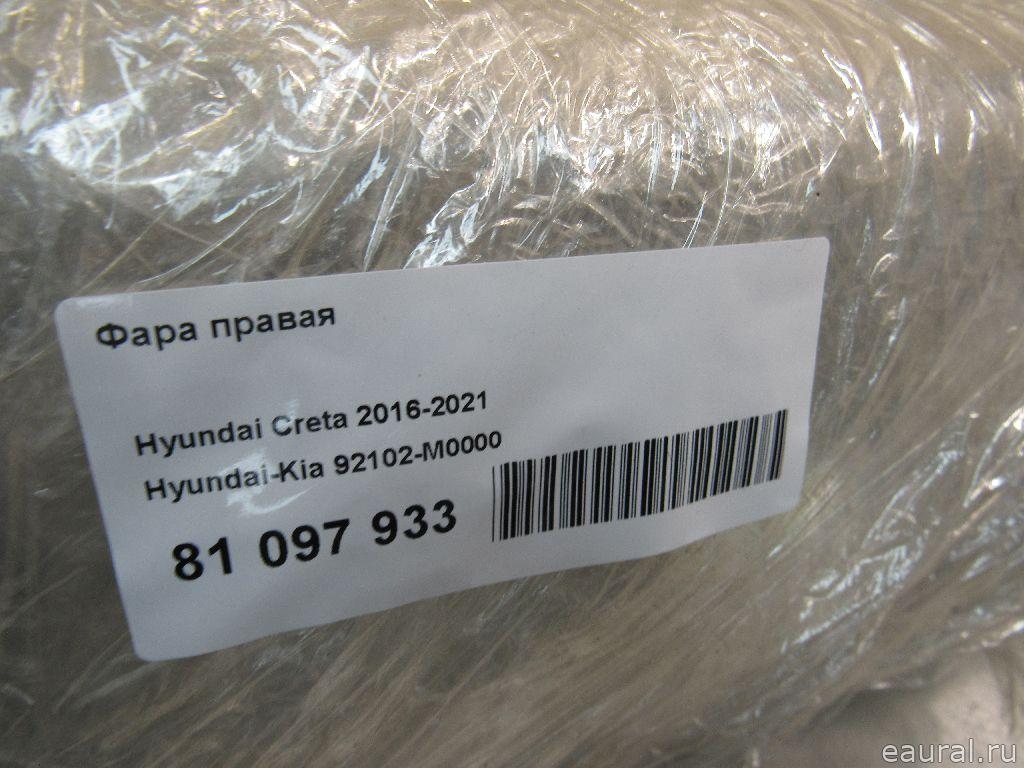 Фара правая
Hyundai Creta 2016-2021
Hyundai-Kia 92102-M0000
81 097 933
eaural.ru